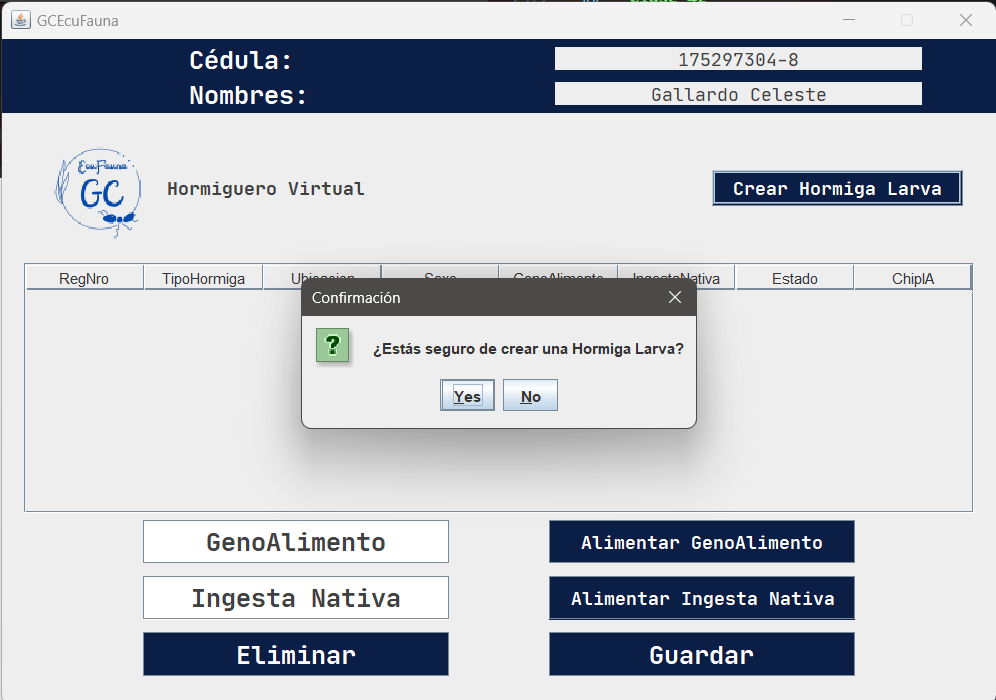 GCEcuFauna
Cédula: 175297304-8
Nombres: Gallardo Celeste
EcuFauna
GC
Hormiguero Virtual
Crear Hormiga Larva
RegNro TipoHormiga Ubicacion Sexo GenoAlimento IngestaNativa Estado ChipIA
Confirmación
?
¿Estás seguro de crear una Hormiga Larva?
Yes No
GenoAlimento Alimentar GenoAlimento
Ingesta Nativa Alimentar Ingesta Nativa
Eliminar Guardar